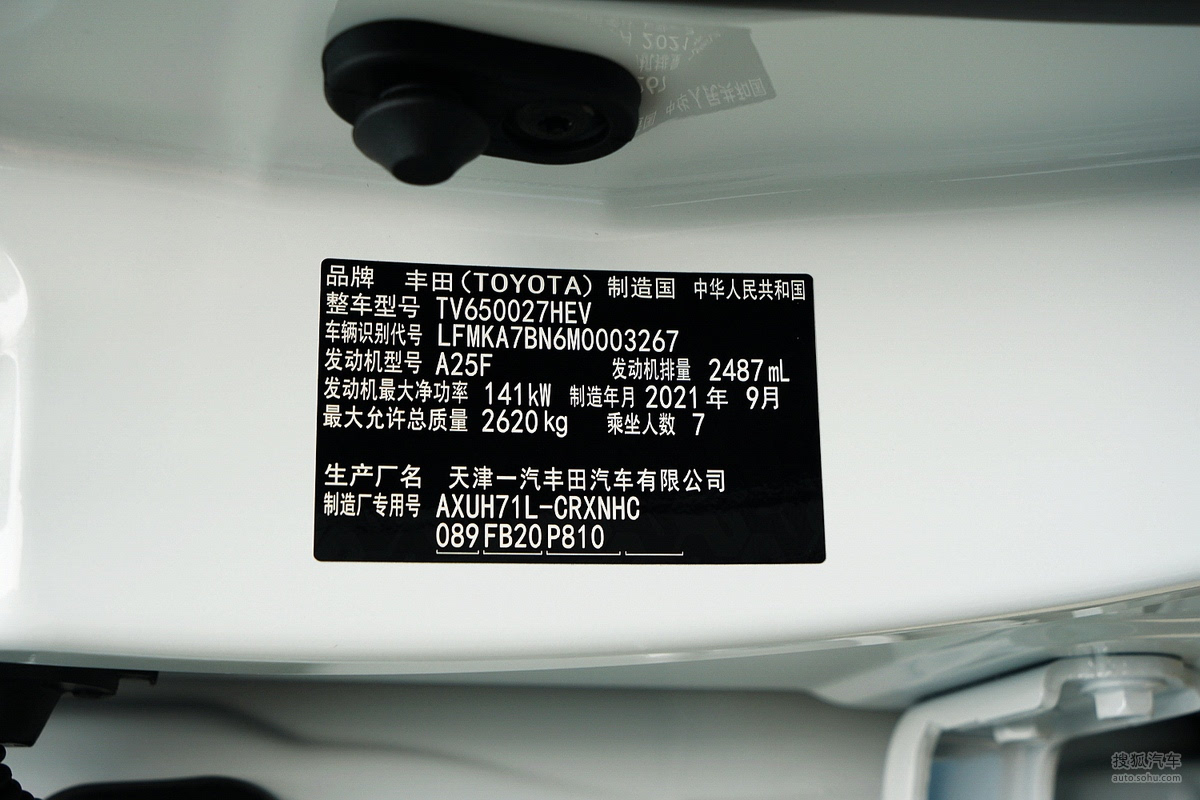 品牌 丰田(TOYOTA) 制造国 中华人民共和国
整车型号 TV650027HEV
车辆识别代号 LFMKA7BN6M0003267
发动机型号 A25F 发动机排量 2487mL
发动机最大净功率 141kW 制造年月 2021年 9月
最大允许总质量 2620kg 乘坐人数 7
生产厂名 天津一汽丰田汽车有限公司
制造厂专用号 AXUH71L-CRXNHC
089FB20P810
搜狐汽车
auto.sohu.com